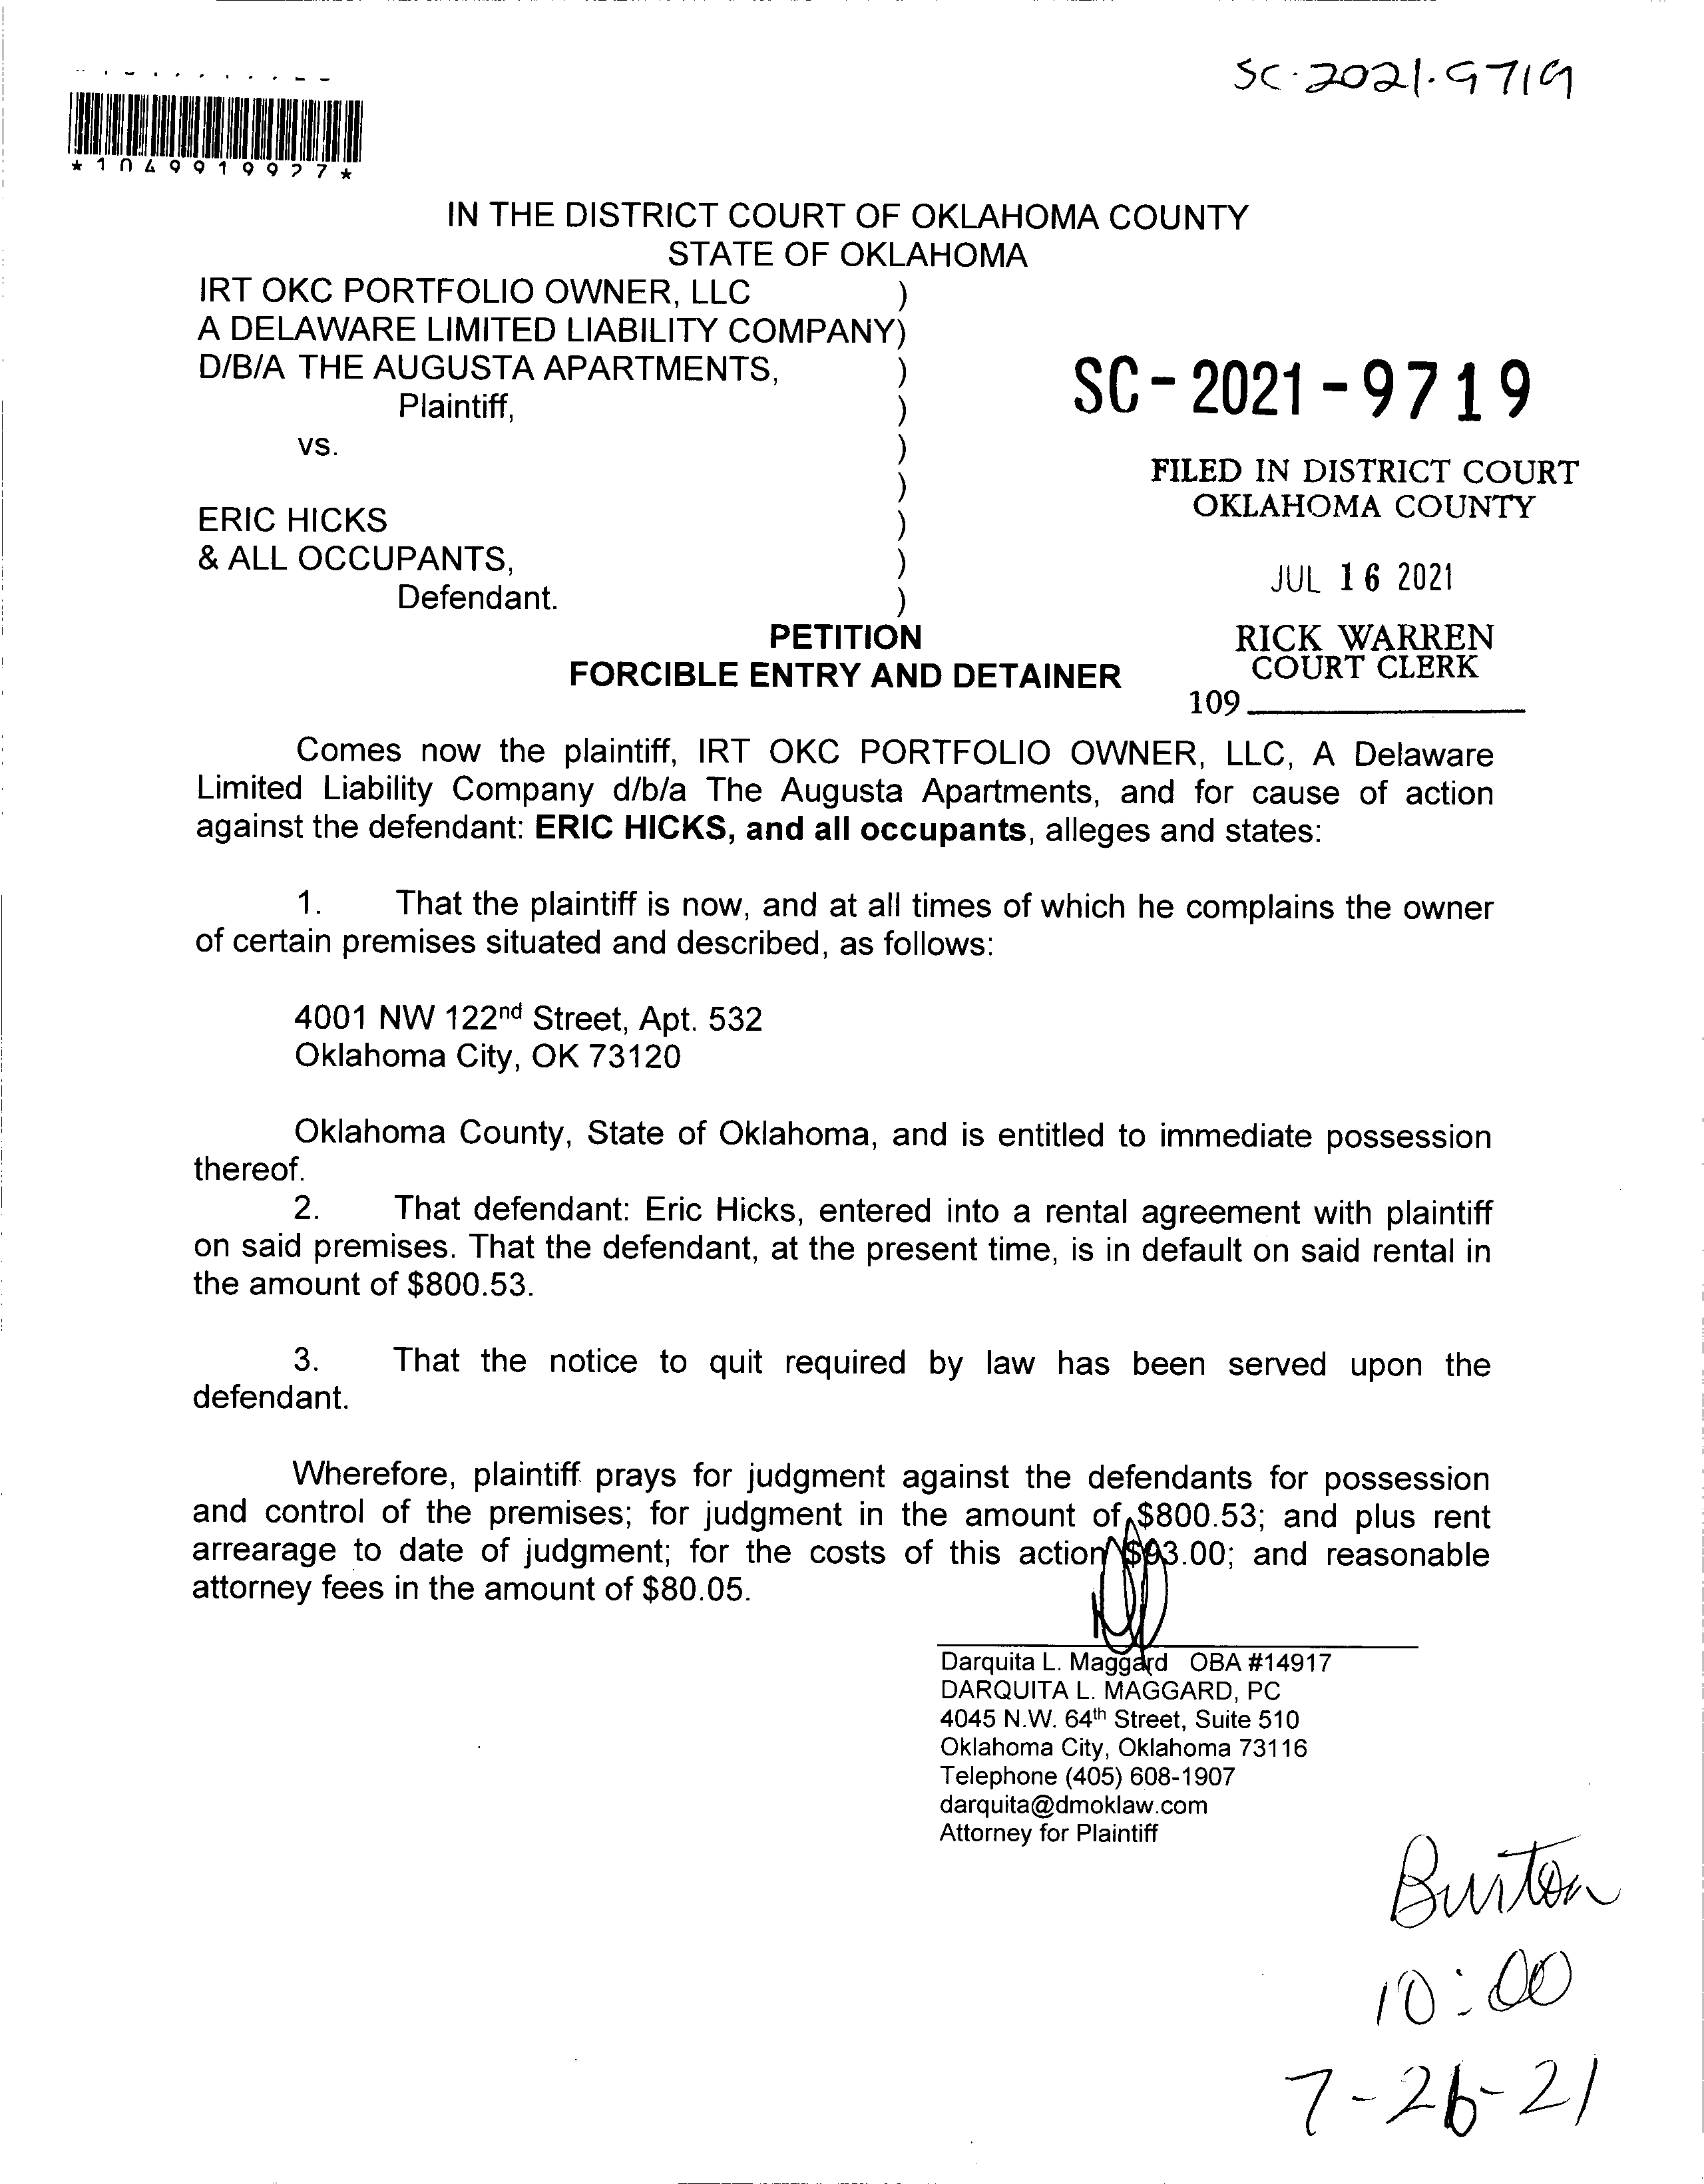 SC-2021-9719
*1049919927*
IN THE DISTRICT COURT OF OKLAHOMA COUNTY
STATE OF OKLAHOMA
IRT OKC PORTFOLIO OWNER, LLC )
A DELAWARE LIMITED LIABILITY COMPANY)
D/B/A THE AUGUSTA APARTMENTS, )
Plaintiff, )
vs. )
)
ERIC HICKS )
& ALL OCCUPANTS, )
Defendant. )
SC-2021-9719
FILED IN DISTRICT COURT
OKLAHOMA COUNTY
JUL 16 2021
RICK WARREN
COURT CLERK
109
PETITION
FORCIBLE ENTRY AND DETAINER
Comes now the plaintiff, IRT OKC PORTFOLIO OWNER, LLC, A Delaware
Limited Liability Company d/b/a The Augusta Apartments, and for cause of action
against the defendant: ERIC HICKS, and all occupants, alleges and states:
1. That the plaintiff is now, and at all times of which he complains the owner
of certain premises situated and described, as follows:
4001 NW 122nd Street, Apt. 532
Oklahoma City, OK 73120
Oklahoma County, State of Oklahoma, and is entitled to immediate possession
thereof.
2. That defendant: Eric Hicks, entered into a rental agreement with plaintiff
on said premises. That the defendant, at the present time, is in default on said rental in
the amount of $800.53.
3. That the notice to quit required by law has been served upon the
defendant.
Wherefore, plaintiff prays for judgment against the defendants for possession
and control of the premises; for judgment in the amount of $800.53; and plus rent
arrearage to date of judgment; for the costs of this action $93.00; and reasonable
attorney fees in the amount of $80.05.
Darquita L. Maggard OBA #14917
DARQUITA L. MAGGARD, PC
4045 N.W. 64th Street, Suite 510
Oklahoma City, Oklahoma 73116
Telephone (405) 608-1907
darquita@dmoklaw.com
Attorney for Plaintiff
Burton
10:00
7-26-21